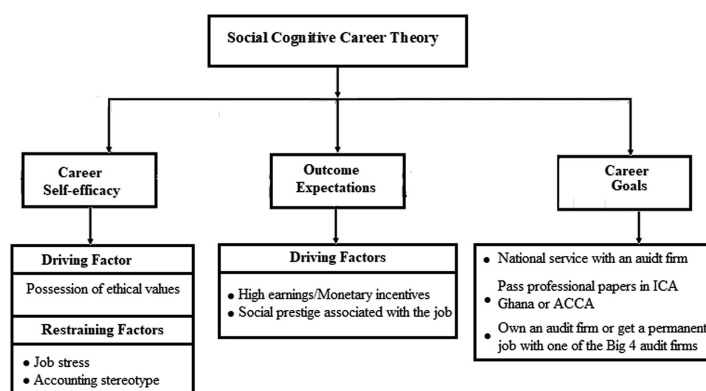 Social Cognitive Career Theory
Career
Self-efficacy
Outcome
Expectations
Career
Goals
Driving Factor
Possession of ethical values
Restraining Factors
● Job stress
● Accounting stereotype
Driving Factors
● High earnings/Monetary incentives
● Social prestige associated with the job
● National service with an auidt firm
● Pass professional papers in ICA
Ghana or ACCA
● Own an audit firm or get a permanent
job with one of the Big 4 audit firms